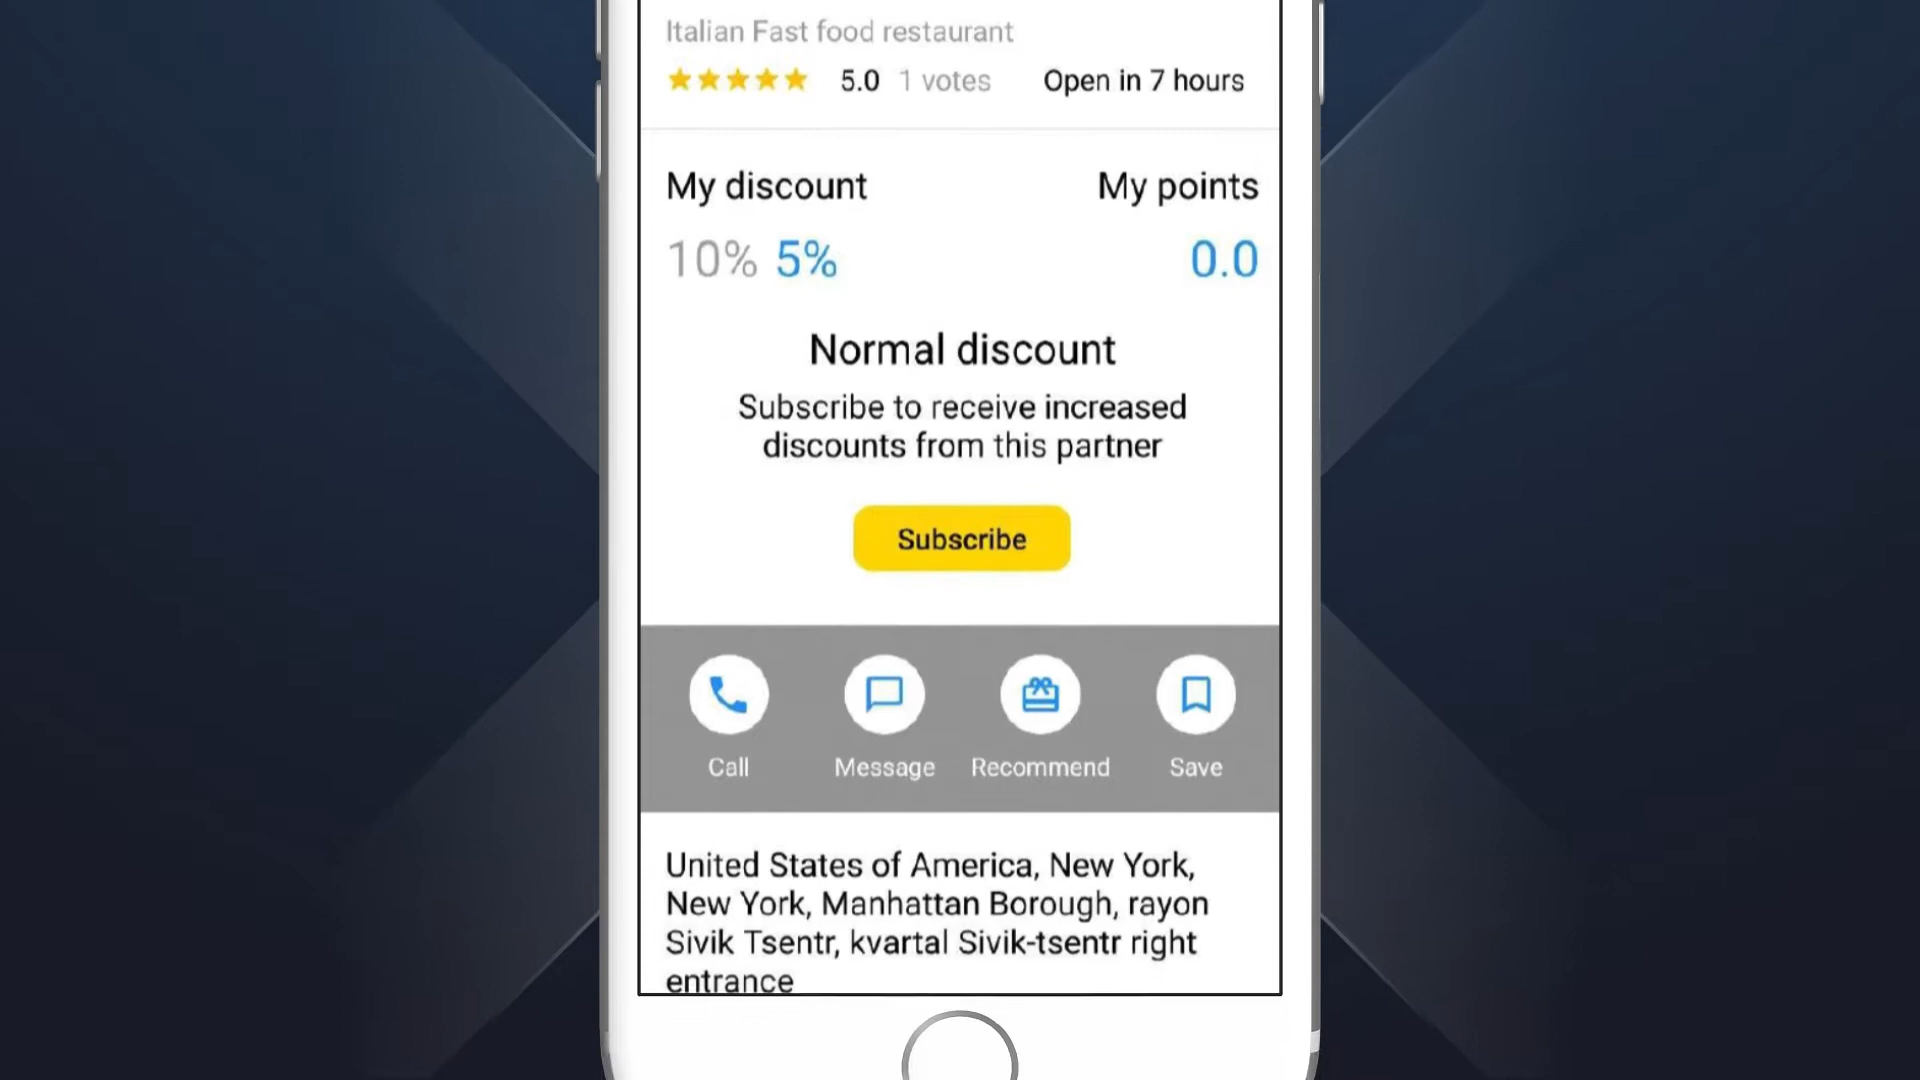 Italian Fast food restaurant
5.0 1 votes Open in 7 hours
My discount My points
10% 5% 0.0
Normal discount
Subscribe to receive increased
discounts from this partner
Subscribe
Call Message Recommend Save
United States of America, New York,
New York, Manhattan Borough, rayon
Sivik Tsentr, kvartal Sivik-tsentr right
entrance